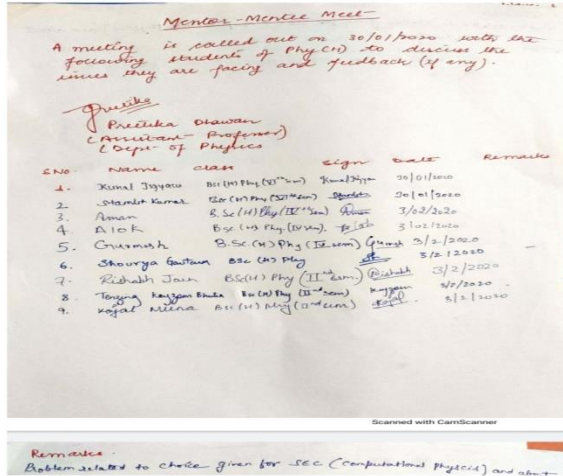 Mentor-Mentee Meet
A meeting is called out on 30/01/2020 with the
following students of Phy(H) to discuss the
issues they are facing and feedback (if any).
Preetika Dhawan
(Assistant Professor)
(Dept. of Physics
S.No. Name Class Sign Date Remarks
1. Kunal BSc(H) Phy (VIth sem) 30/01/2020
2. Kumar BSc(H) Phy 30/01/2020
3. Aman B.Sc(H) Phy (IVth sem) Aman 3/02/2020
4. Alok B.Sc (H) Phy. (IV sem). 3/02/2020
5. Gurmesh B.Sc.(H) Phy (IV sem) Gurmesh 3/2/2020
6. Shourya Gautam BSc (H) Phy 3/2/2020
7. Rishabh Jain BSc(H) Phy (IInd sem. Rishabh 3/2/2020
8. Tenzing BSc(H) Phy (IInd sem) 3/2/2020
9. Kajal Meena BSc(H) Phy (IInd sem) Kajal. 3/2/2020
Scanned with CamScanner
Remarks.
Problem related to choice given for SEC (Computational Physics) and about